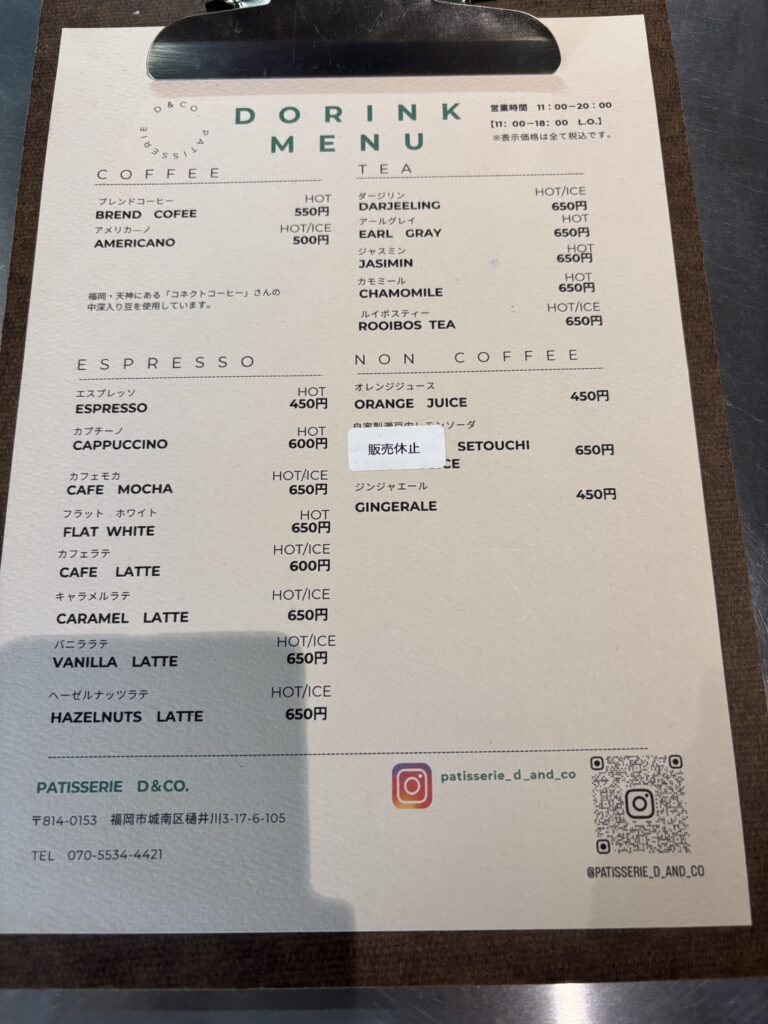 D&CO. PATISSERIE
DORINK
MENU
営業時間 11:00-20:00
【11:00-18:00 L.O.】
※表示価格は全て税込です。
COFFEE
ブレンドコーヒー
HOT
BREND COFEE 550円
アメリカーノ
HOT/ICE
AMERICANO 500円
福岡・天神にある「コネクトコーヒー」さんの
中深入り豆を使用しています。
TEA
ダージリン
HOT/ICE
DARJEELING 650円
アールグレイ
HOT
EARL GRAY 650円
ジャスミン
HOT
JASIMIN 650円
カモミール
HOT
CHAMOMILE 650円
ルイボスティー
HOT/ICE
ROOIBOS TEA 650円
ESPRESSO
エスプレッソ
HOT
ESPRESSO 450円
カプチーノ
HOT
CAPPUCCINO 600円
カフェモカ
HOT/ICE
CAFE MOCHA 650円
フラット ホワイト
HOT
FLAT WHITE 650円
カフェラテ
HOT/ICE
CAFE LATTE 600円
キャラメルラテ
HOT/ICE
CARAMEL LATTE 650円
バニララテ
HOT/ICE
VANILLA LATTE 650円
ヘーゼルナッツラテ
HOT/ICE
HAZELNUTS LATTE 650円
NON COFFEE
オレンジジュース
ORANGE JUICE 450円
自家製瀬戸内レモンソーダ
販売休止 SETOUCHI 650円
ジンジャエール
GINGERALE 450円
PATISSERIE D&CO.
〒814-0153 福岡市城南区樋井川3-17-6-105
TEL 070-5534-4421
patisserie_d_and_co
@PATISSERIE_D_AND_CO